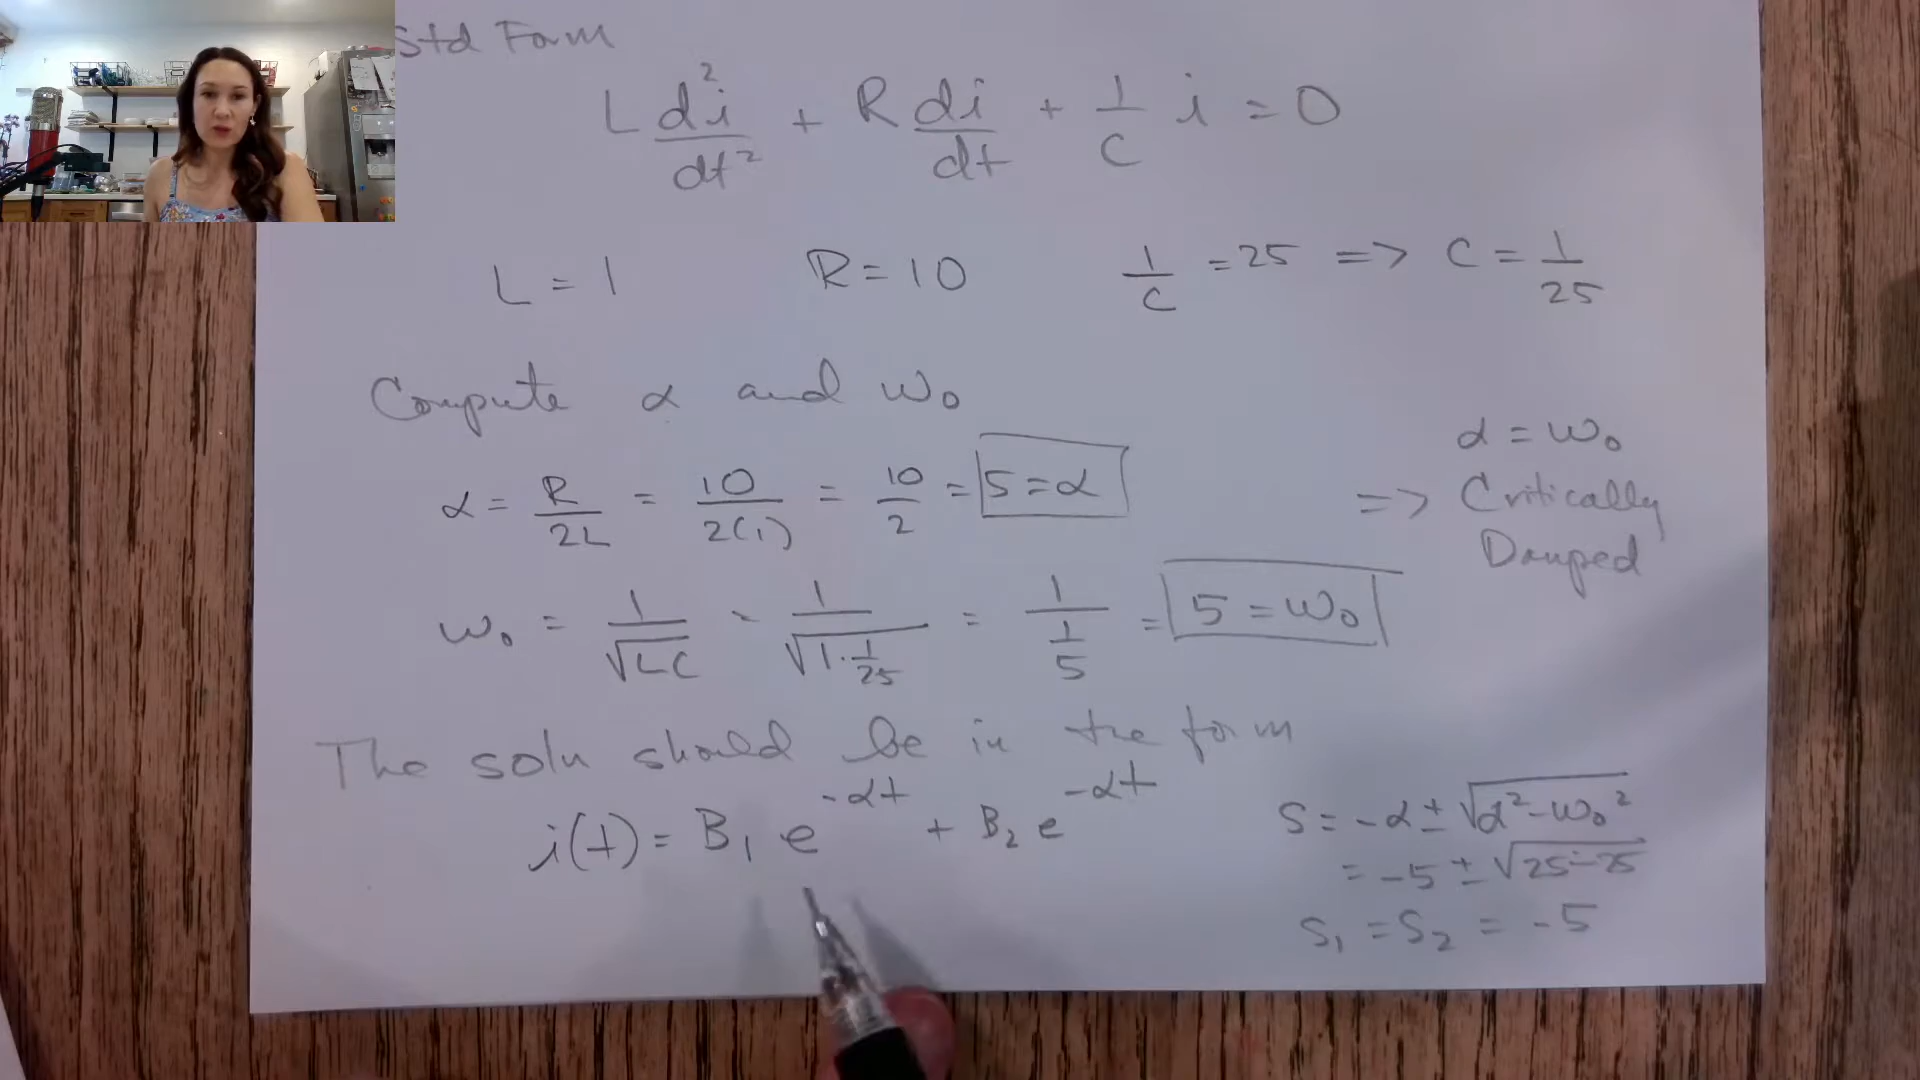 Std Form
L d²i/dt² + R di/dt + 1/C i = 0
L = 1 R = 10 1/C = 25 => C = 1/25
Compute α and ω₀
α = R/2L = 10/2(1) = 10/2 = 5 = α
α = ω₀
=> Critically
Damped
ω₀ = 1/√LC = 1/√1·1/25 = 1/1/5 = 5 = ω₀
The soln should be in the form
i(t) = B₁ e^-αt + B₂ e^-αt
S = -α ± √α²-ω₀²
= -5 ± √25-25
S₁ = S₂ = -5